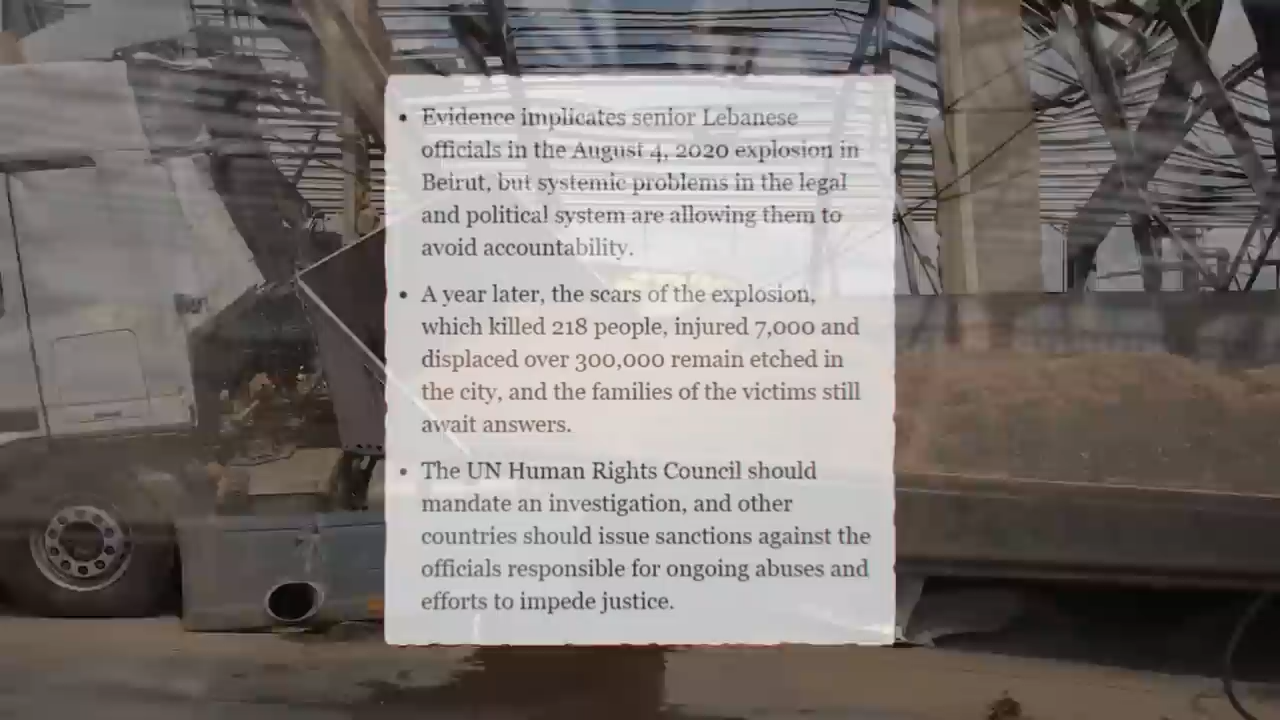 • Evidence implicates senior Lebanese
officials in the August 4, 2020 explosion in
Beirut, but systemic problems in the legal
and political system are allowing them to
avoid accountability.
• A year later, the scars of the explosion,
which killed 218 people, injured 7,000 and
displaced over 300,000 remain etched in
the city, and the families of the victims still
await answers.
• The UN Human Rights Council should
mandate an investigation, and other
countries should issue sanctions against the
officials responsible for ongoing abuses and
efforts to impede justice.